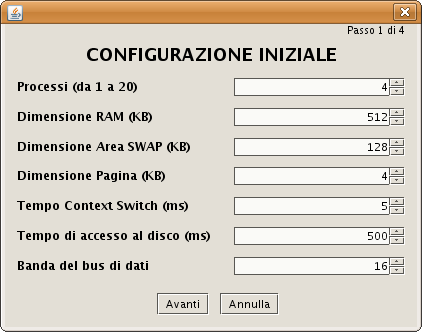 Passo 1 di 4
CONFIGURAZIONE INIZIALE
Processi (da 1 a 20) 4
Dimensione RAM (KB) 512
Dimensione Area SWAP (KB) 128
Dimensione Pagina (KB) 4
Tempo Context Switch (ms) 5
Tempo di accesso al disco (ms) 500
Banda del bus di dati 16
Avanti Annulla